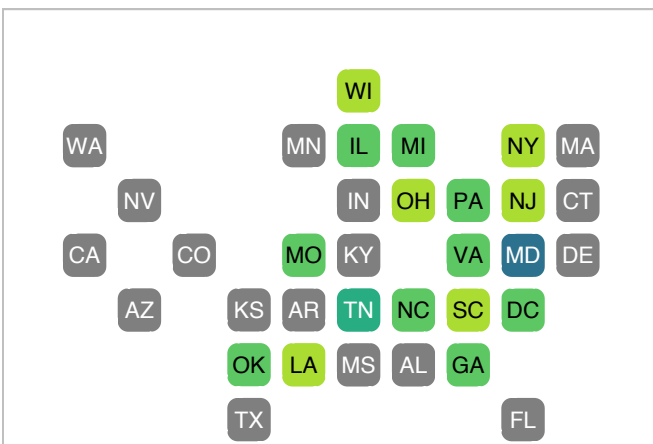 WI
WA MN IL MI NY MA
NV IN OH PA NJ CT
CA CO MO KY VA MD DE
AZ KS AR TN NC SC DC
OK LA MS AL GA
TX FL